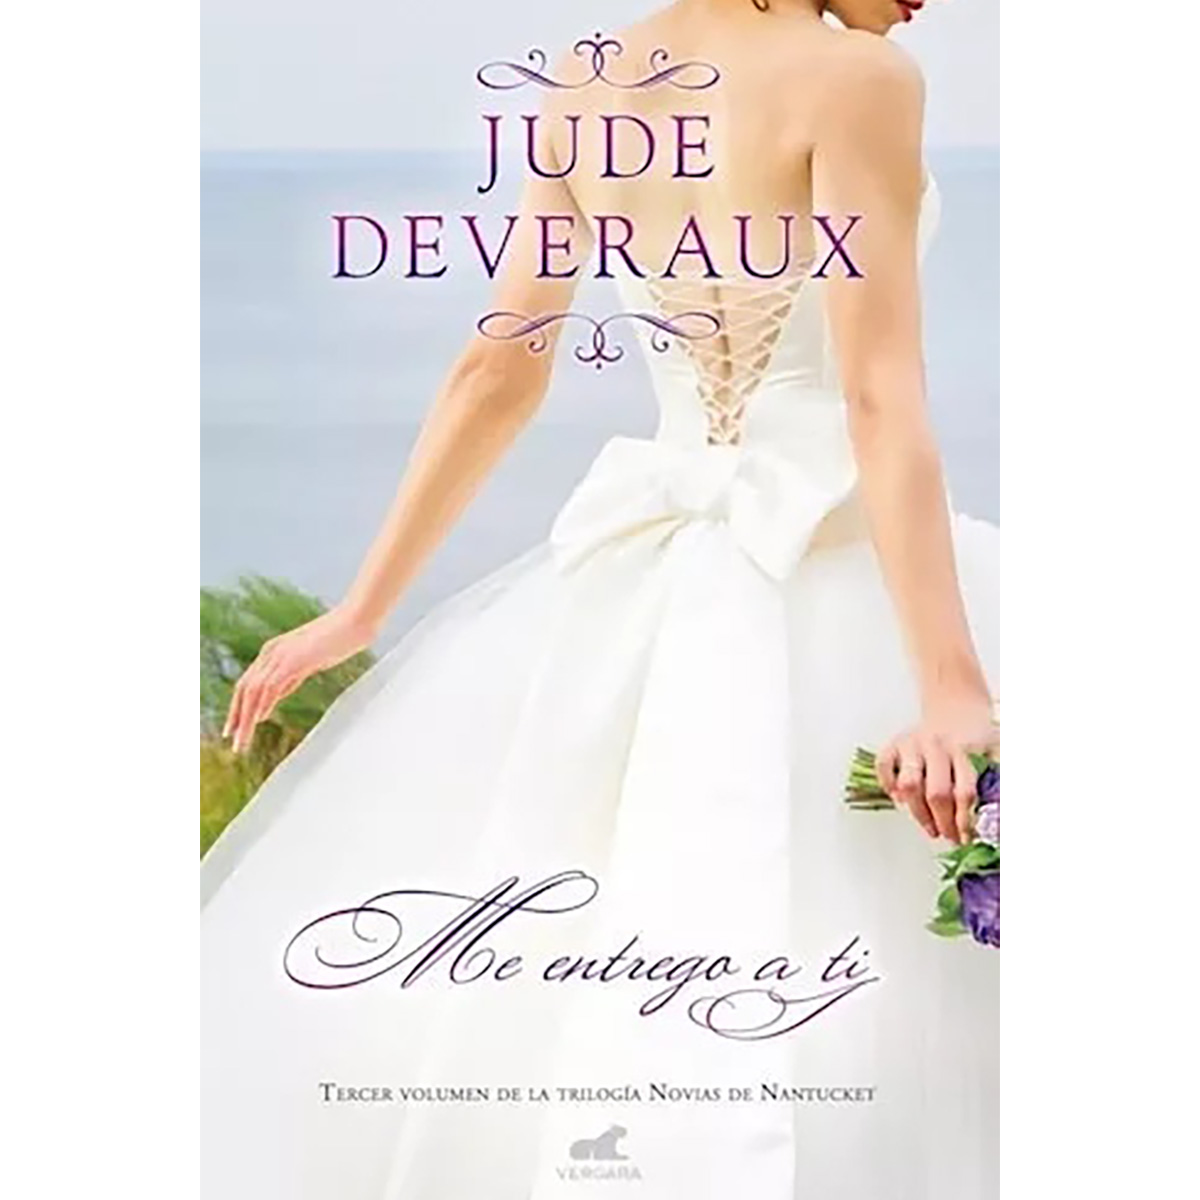 JUDE
DEVERAUX
Me entrego a ti
TERCER VOLUMEN DE LA TRILOGÍA NOVIAS DE NANTUCKET
VERGARA